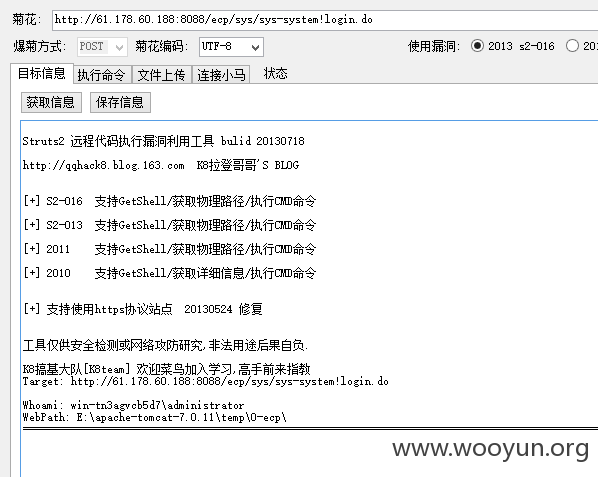 菊花: http://61.178.60.188:8088/ecp/sys/sys-system!login.do
爆菊方式: POST 菊花编码: UTF-8 使用漏洞: 2013 s2-016 201
目标信息 执行命令 文件上传 连接小马 状态
获取信息 保存信息
Struts2 远程代码执行漏洞利用工具 bulid 20130718
http://qqhack8.blog.163.com K8拉登哥哥'S BLOG
[+] S2-016 支持GetShell/获取物理路径/执行CMD命令
[+] S2-013 支持GetShell/获取物理路径/执行CMD命令
[+] 2011 支持GetShell/获取物理路径/执行CMD命令
[+] 2010 支持GetShell/获取详细信息/执行CMD命令
[+] 支持使用https协议站点 20130524 修复
工具仅供安全检测或网络攻防研究,非法用途后果自负.
K8搞基大队[K8team] 欢迎菜鸟加入学习,高手前来指教
Target: http://61.178.60.188:8088/ecp/sys/sys-system!login.do
Whoami: win-tn3agvcb5d7\administrator
WebPath: E:\apache-tomcat-7.0.11\temp\0-ecp\
www.wooyun.org